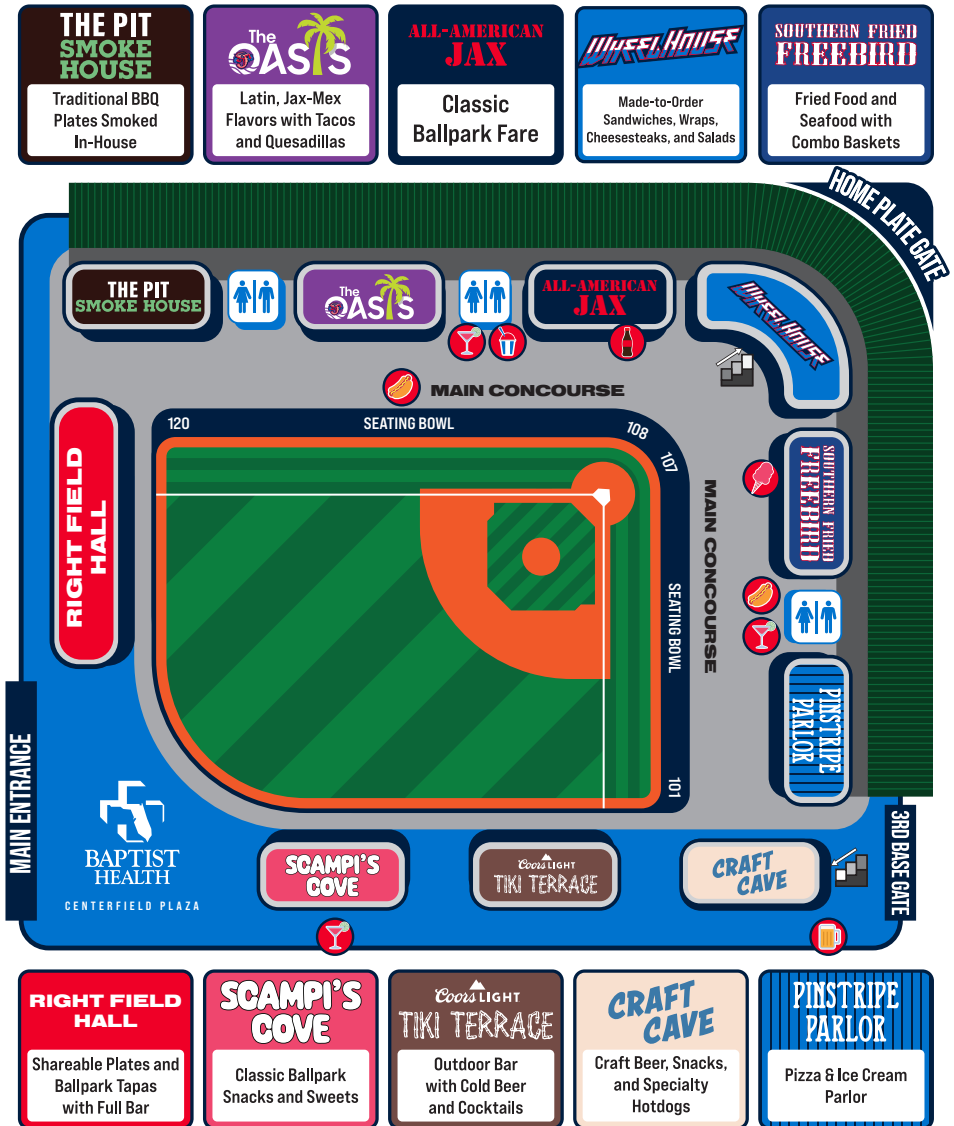 THE PIT
SMOKE
HOUSE
Traditional BBQ
Plates Smoked
In-House
The
OASIS
Latin, Jax-Mex
Flavors with Tacos
and Quesadillas
ALL-AMERICAN
JAX
Classic
Ballpark Fare
WHEELHOUSE
Made-to-Order
Sandwiches, Wraps,
Cheesesteaks, and Salads
SOUTHERN FRIED
FREEBIRD
Fried Food and
Seafood with
Combo Baskets
HOME PLATE GATE
THE PIT
SMOKE HOUSE
The
OASIS
ALL-AMERICAN
JAX
WHEELHOUSE
MAIN CONCOURSE
120
SEATING BOWL
108
107
RIGHT FIELD
HALL
MAIN CONCOURSE
SOUTHERN FRIED
FREEBIRD
SEATING BOWL
101
PINSTRIPE
PARLOR
MAIN ENTRANCE
BAPTIST
HEALTH
CENTERFIELD PLAZA
SCAMPI'S
COVE
Coors LIGHT
TIKI TERRACE
CRAFT
CAVE
3RD BASE GATE
RIGHT FIELD
HALL
Shareable Plates and
Ballpark Tapas
with Full Bar
SCAMPI'S
COVE
Classic Ballpark
Snacks and Sweets
Coors LIGHT
TIKI TERRACE
Outdoor Bar
with Cold Beer
and Cocktails
CRAFT
CAVE
Craft Beer, Snacks,
and Specialty
Hotdogs
PINSTRIPE
PARLOR
Pizza & Ice Cream
Parlor